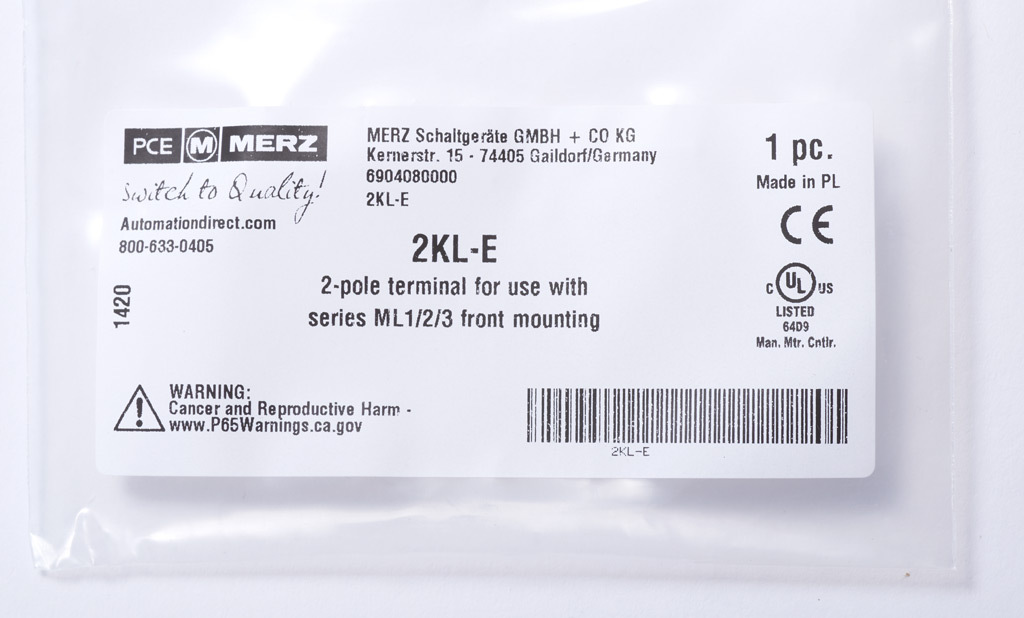 PCE M MERZ
switch to Quality!
Automationdirect.com
800-633-0405
1420
MERZ Schaltgeräte GMBH + CO KG
Kernerstr. 15 - 74405 Gaildorf/Germany
6904080000
2KL-E
2KL-E
2-pole terminal for use with
series ML1/2/3 front mounting
1 pc.
Made in PL
CE
c UL US
LISTED
64D9
Man. Mtr. Cntlr.
WARNING:
Cancer and Reproductive Harm -
www.P65Warnings.ca.gov
2KL-E